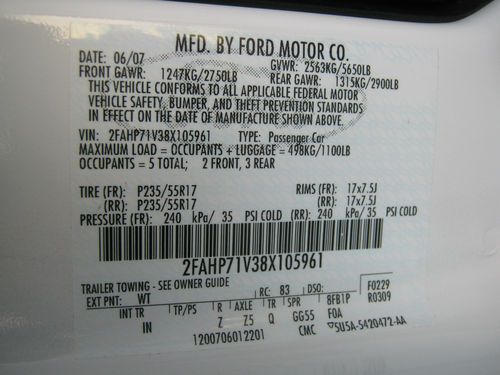 MFD. BY FORD MOTOR CO.
DATE: 06/07 GVWR: 2563KG/5650LB
FRONT GAWR: 1247KG/2750LB REAR GAWR: 1315KG/2900LB
THIS VEHICLE CONFORMS TO ALL APPLICABLE FEDERAL MOTOR
VEHICLE SAFETY, BUMPER, AND THEFT PREVENTION STANDARDS
IN EFFECT ON THE DATE OF MANUFACTURE SHOWN ABOVE.
VIN: 2FAHP71V38X105961 TYPE: Passenger Car
MAXIMUM LOAD = OCCUPANTS + LUGGAGE = 498KG/1100LB
OCCUPANTS = 5 TOTAL; 2 FRONT, 3 REAR
TIRE (FR): P235/55R17 RIMS (FR): 17x7.5J
(RR): P235/55R17 (RR): 17x7.5J
PRESSURE (FR): 240 kPa/ 35 PSI COLD (RR): 240 kPa/ 35 PSI COLD
2FAHP71V38X105961
TRAILER TOWING - SEE OWNER GUIDE
EXT PNT: WT RC: 83 DSO: F0229
INT TR TP/PS R AXLE TR SPR 8FB1P R0309
IN Z Z5 Q GG55 F0A
1200706012201 CMC 5U5A-5420472-AA